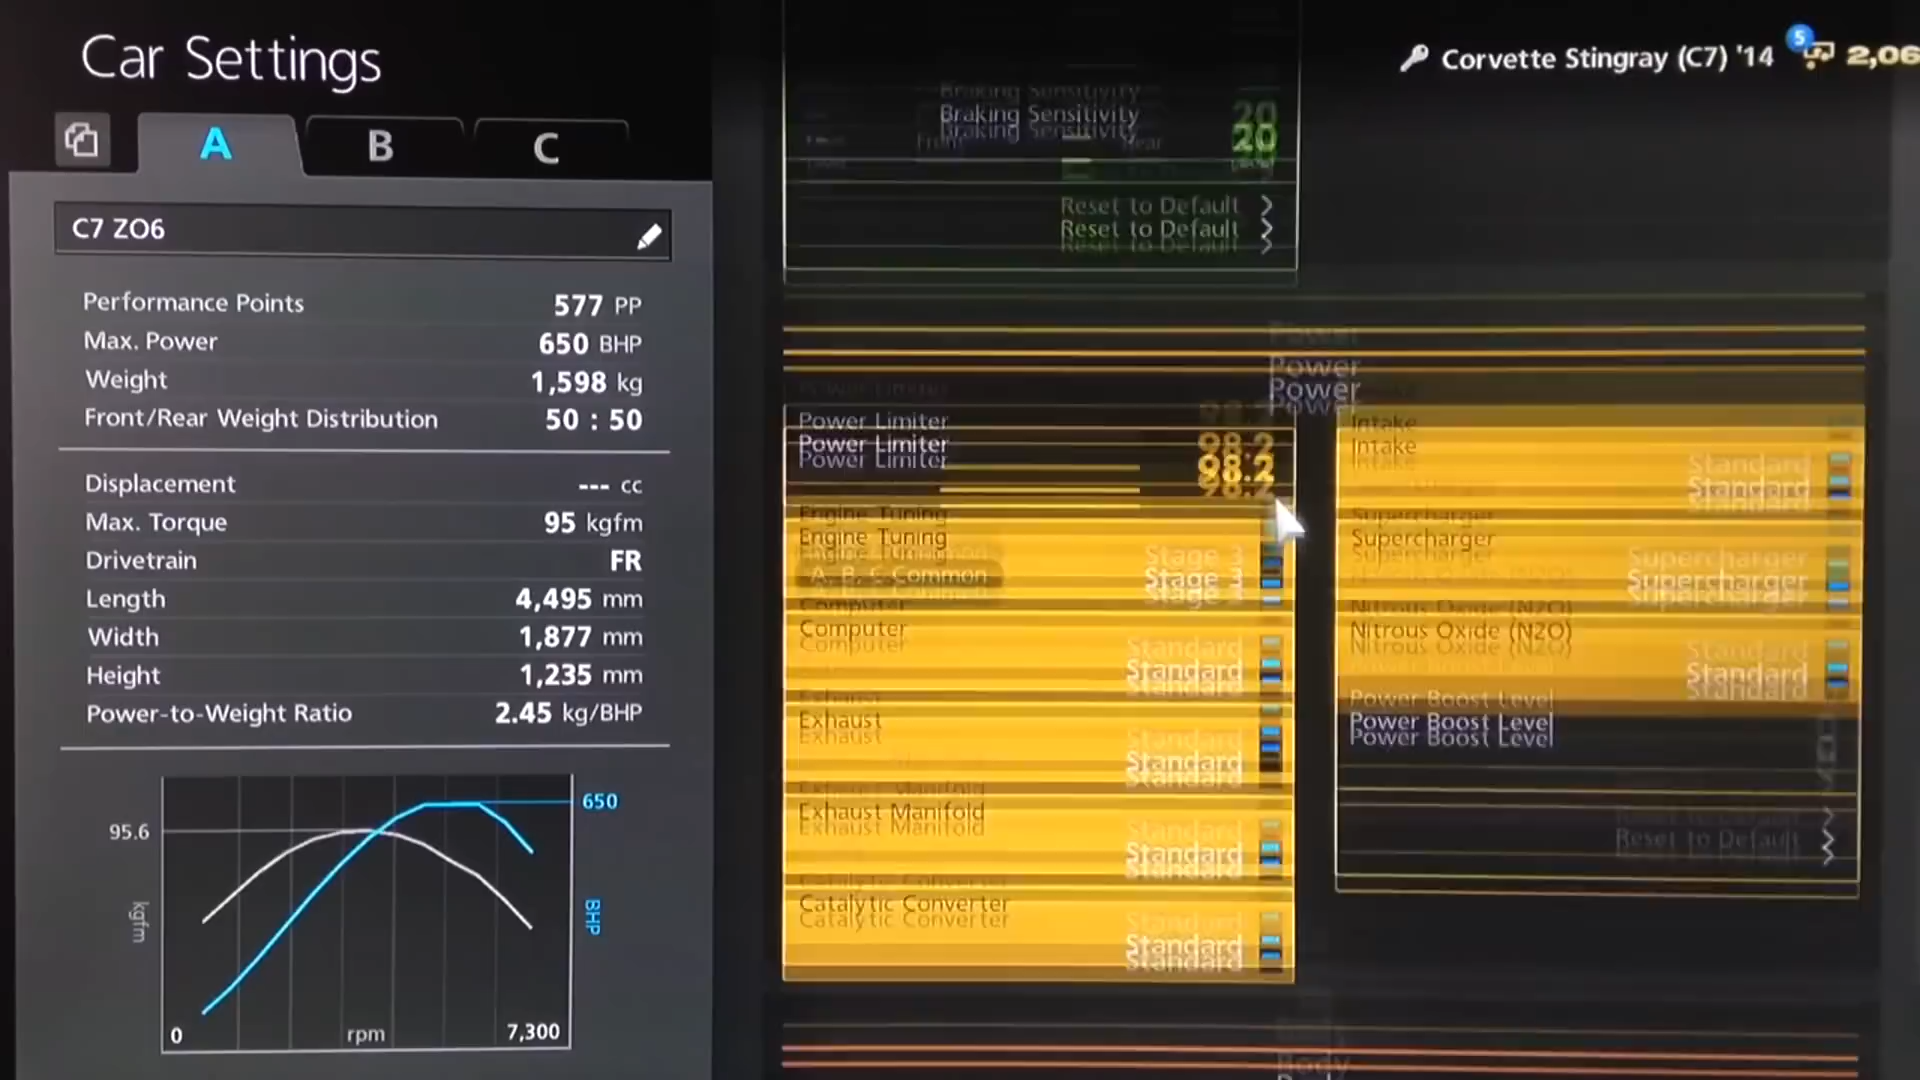 Car Settings
Corvette Stingray (C7) '14
5
2,06
A
B
C
C7 ZO6
Performance Points 577 PP
Max. Power 650 BHP
Weight 1,598 kg
Front/Rear Weight Distribution 50 : 50
Displacement --- cc
Max. Torque 95 kgfm
Drivetrain FR
Length 4,495 mm
Width 1,877 mm
Height 1,235 mm
Power-to-Weight Ratio 2.45 kg/BHP
650
95.6
kgfm
BHP
0
rpm
7,300
Braking Sensitivity
Front
Rear
20
Reset to Default
Power
Power Limiter
98.2
Engine Tuning
A, B, C Common
Stage 3
Computer
Standard
Exhaust
Standard
Exhaust Manifold
Standard
Catalytic Converter
Standard
Intake
Standard
Supercharger
Supercharger
Nitrous Oxide (N2O)
Standard
Power Boost Level
Reset to Default
Body